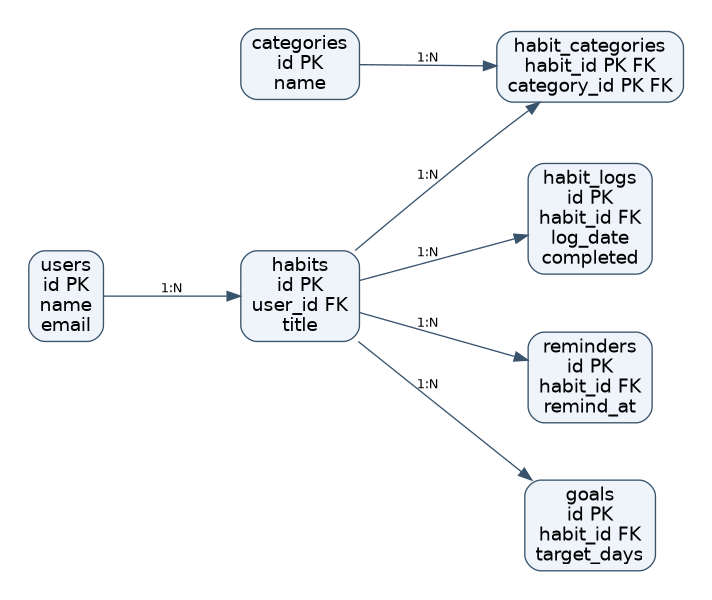 categories
id PK
name
1:N
habit_categories
habit_id PK FK
category_id PK FK
1:N
habit_logs
id PK
habit_id FK
log_date
completed
1:N
users
id PK
name
email
1:N
habits
id PK
user_id FK
title
1:N
reminders
id PK
habit_id FK
remind_at
1:N
goals
id PK
habit_id FK
target_days